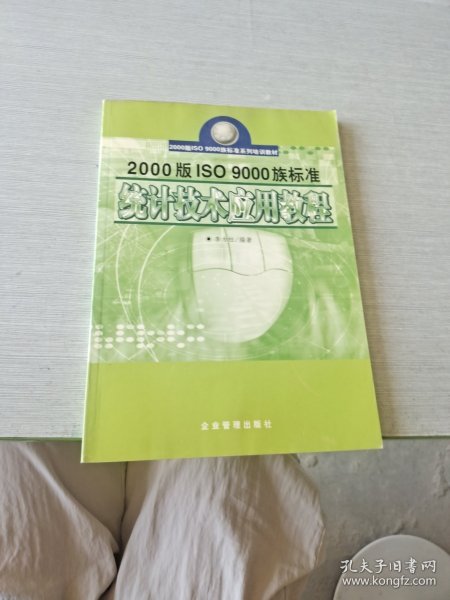 2000版ISO 9000族标准系列培训教材
2000版ISO 9000族标准
统计技术应用教程
编著
企业管理出版社
孔夫子旧书网
www.kongfz.com